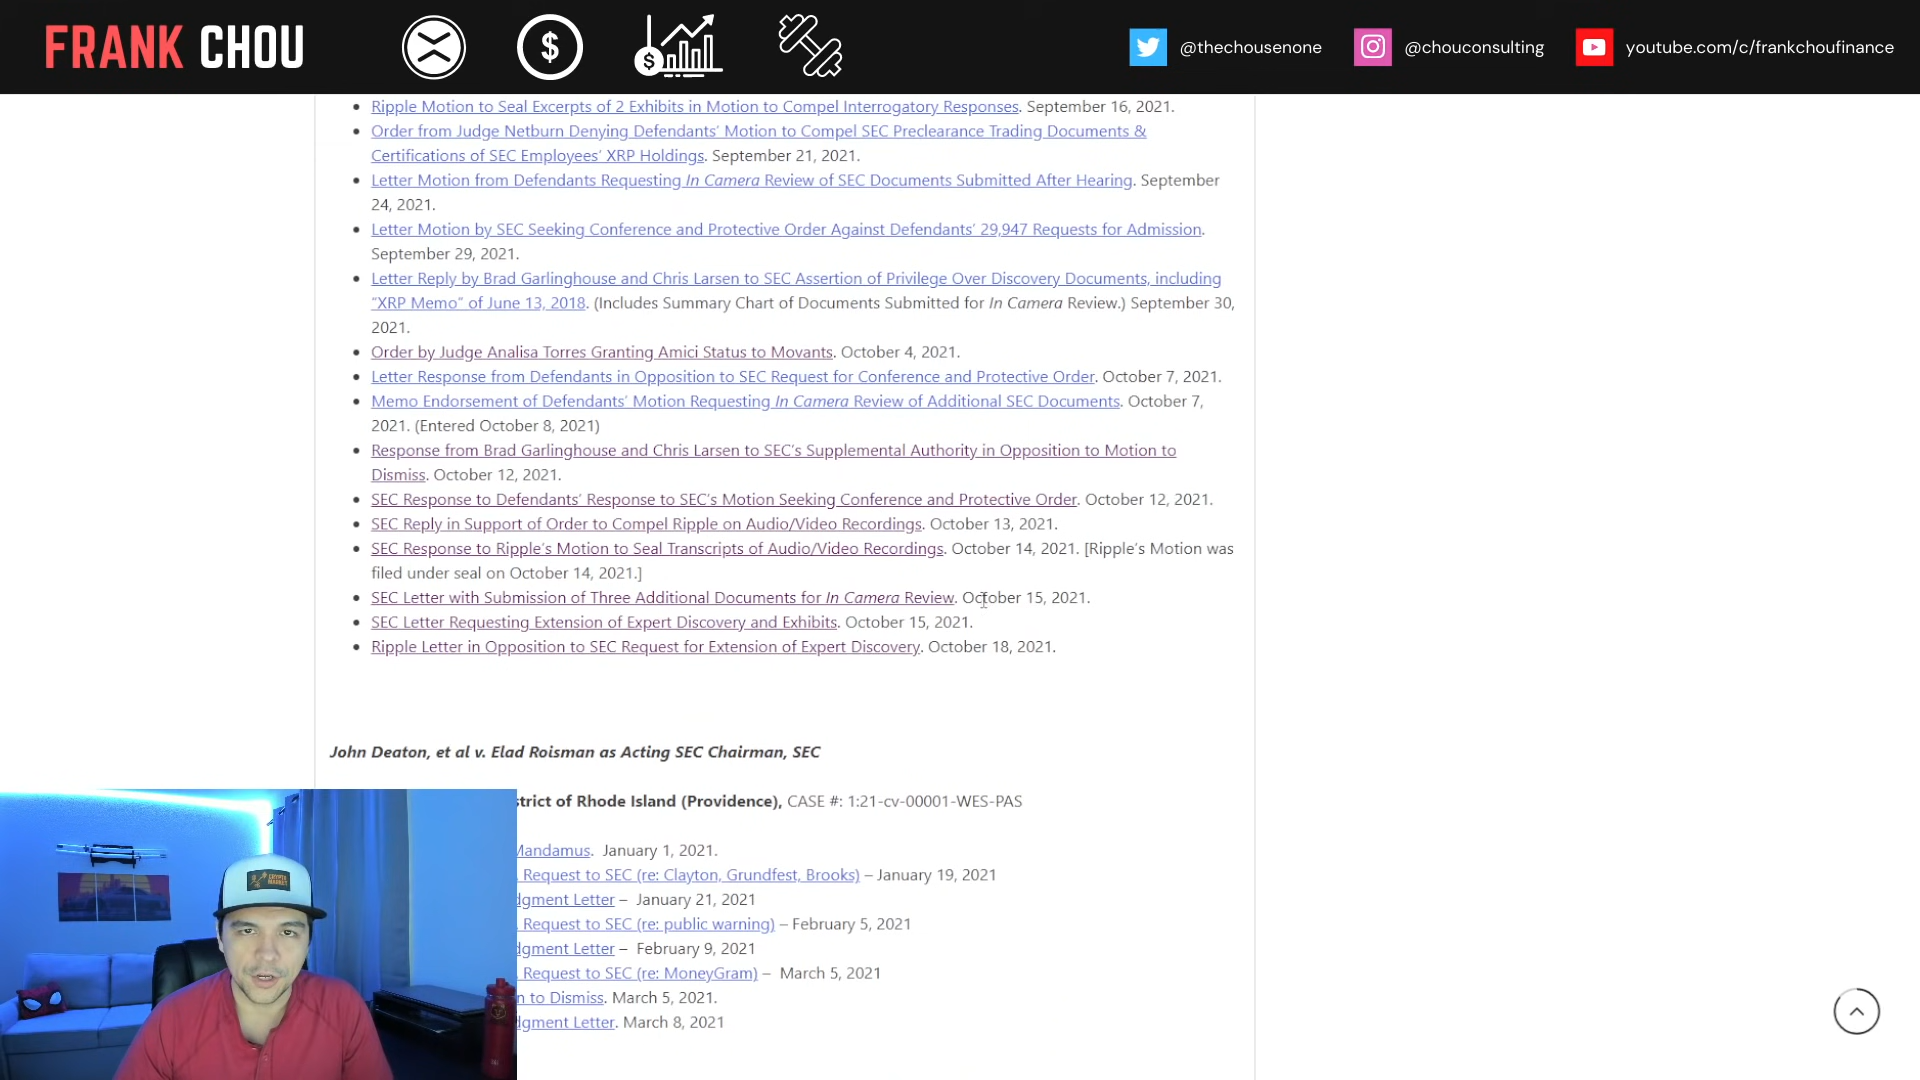 FRANK CHOU
@thechousenone
@chouconsulting
youtube.com/c/frankchoufinance
Ripple Motion to Seal Excerpts of 2 Exhibits in Motion to Compel Interrogatory Responses. September 16, 2021.
Order from Judge Netburn Denying Defendants’ Motion to Compel SEC Preclearance Trading Documents &
Certifications of SEC Employees’ XRP Holdings. September 21, 2021.
Letter Motion from Defendants Requesting In Camera Review of SEC Documents Submitted After Hearing. September
24, 2021.
Letter Motion by SEC Seeking Conference and Protective Order Against Defendants’ 29,947 Requests for Admission.
September 29, 2021.
Letter Reply by Brad Garlinghouse and Chris Larsen to SEC Assertion of Privilege Over Discovery Documents, including
“XRP Memo” of June 13, 2018. (Includes Summary Chart of Documents Submitted for In Camera Review.) September 30,
2021.
Order by Judge Analisa Torres Granting Amici Status to Movants. October 4, 2021.
Letter Response from Defendants in Opposition to SEC Request for Conference and Protective Order. October 7, 2021.
Memo Endorsement of Defendants’ Motion Requesting In Camera Review of Additional SEC Documents. October 7,
2021. (Entered October 8, 2021)
Response from Brad Garlinghouse and Chris Larsen to SEC’s Supplemental Authority in Opposition to Motion to
Dismiss. October 12, 2021.
SEC Response to Defendants’ Response to SEC’s Motion Seeking Conference and Protective Order. October 12, 2021.
SEC Reply in Support of Order to Compel Ripple on Audio/Video Recordings. October 13, 2021.
SEC Response to Ripple’s Motion to Seal Transcripts of Audio/Video Recordings. October 14, 2021. [Ripple’s Motion was
filed under seal on October 14, 2021.]
SEC Letter with Submission of Three Additional Documents for In Camera Review. October 15, 2021.
SEC Letter Requesting Extension of Expert Discovery and Exhibits. October 15, 2021.
Ripple Letter in Opposition to SEC Request for Extension of Expert Discovery. October 18, 2021.
John Deaton, et al v. Elad Roisman as Acting SEC Chairman, SEC
strict of Rhode Island (Providence), CASE #: 1:21-cv-00001-WES-PAS
Mandamus. January 1, 2021.
Request to SEC (re: Clayton, Grundfest, Brooks) – January 19, 2021
dgment Letter – January 21, 2021
Request to SEC (re: public warning) – February 5, 2021
dgment Letter – February 9, 2021
Request to SEC (re: MoneyGram) – March 5, 2021
n to Dismiss. March 5, 2021.
dgment Letter. March 8, 2021